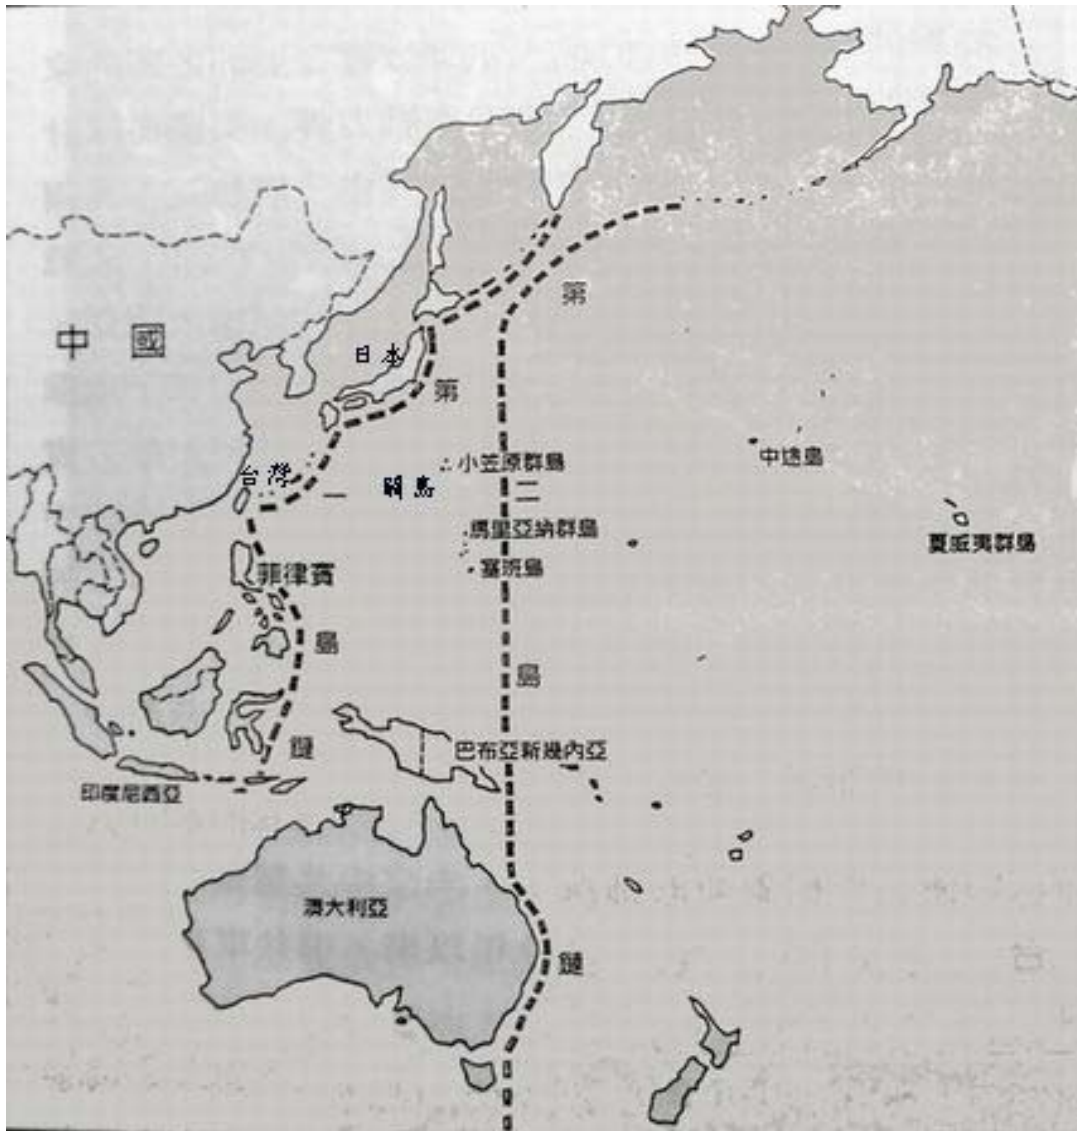 第
中國
日本
第
小笠原群島
中途島
台灣
關島
一
二
馬里亞納群島
夏威夷群島
塞班島
菲律賓
島
島
鏈
巴布亞新幾內亞
印度尼西亞
澳大利亞
鏈